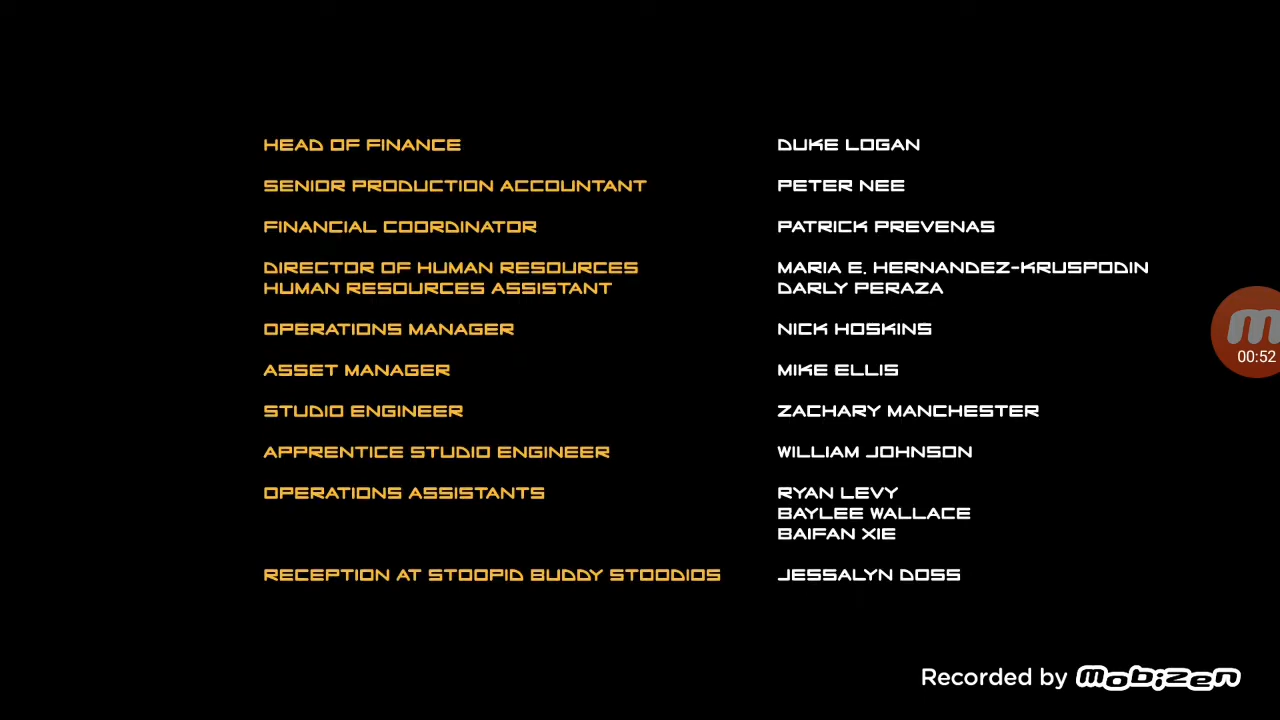 HEAD OF FINANCE DUKE LOGAN
SENIOR PRODUCTION ACCOUNTANT PETER NEE
FINANCIAL COORDINATOR PATRICK PREVENAS
DIRECTOR OF HUMAN RESOURCES MARIA E. HERNANDEZ-KRUSPODIN
HUMAN RESOURCES ASSISTANT DARLY PERAZA
OPERATIONS MANAGER NICK HOSKINS
ASSET MANAGER MIKE ELLIS
STUDIO ENGINEER ZACHARY MANCHESTER
APPRENTICE STUDIO ENGINEER WILLIAM JOHNSON
OPERATIONS ASSISTANTS RYAN LEVY
BAYLEE WALLACE
BAIFAN XIE
RECEPTION AT STOOPID BUDDY STOODIOS JESSALYN DOSS
m
00:52
Recorded by mobizen